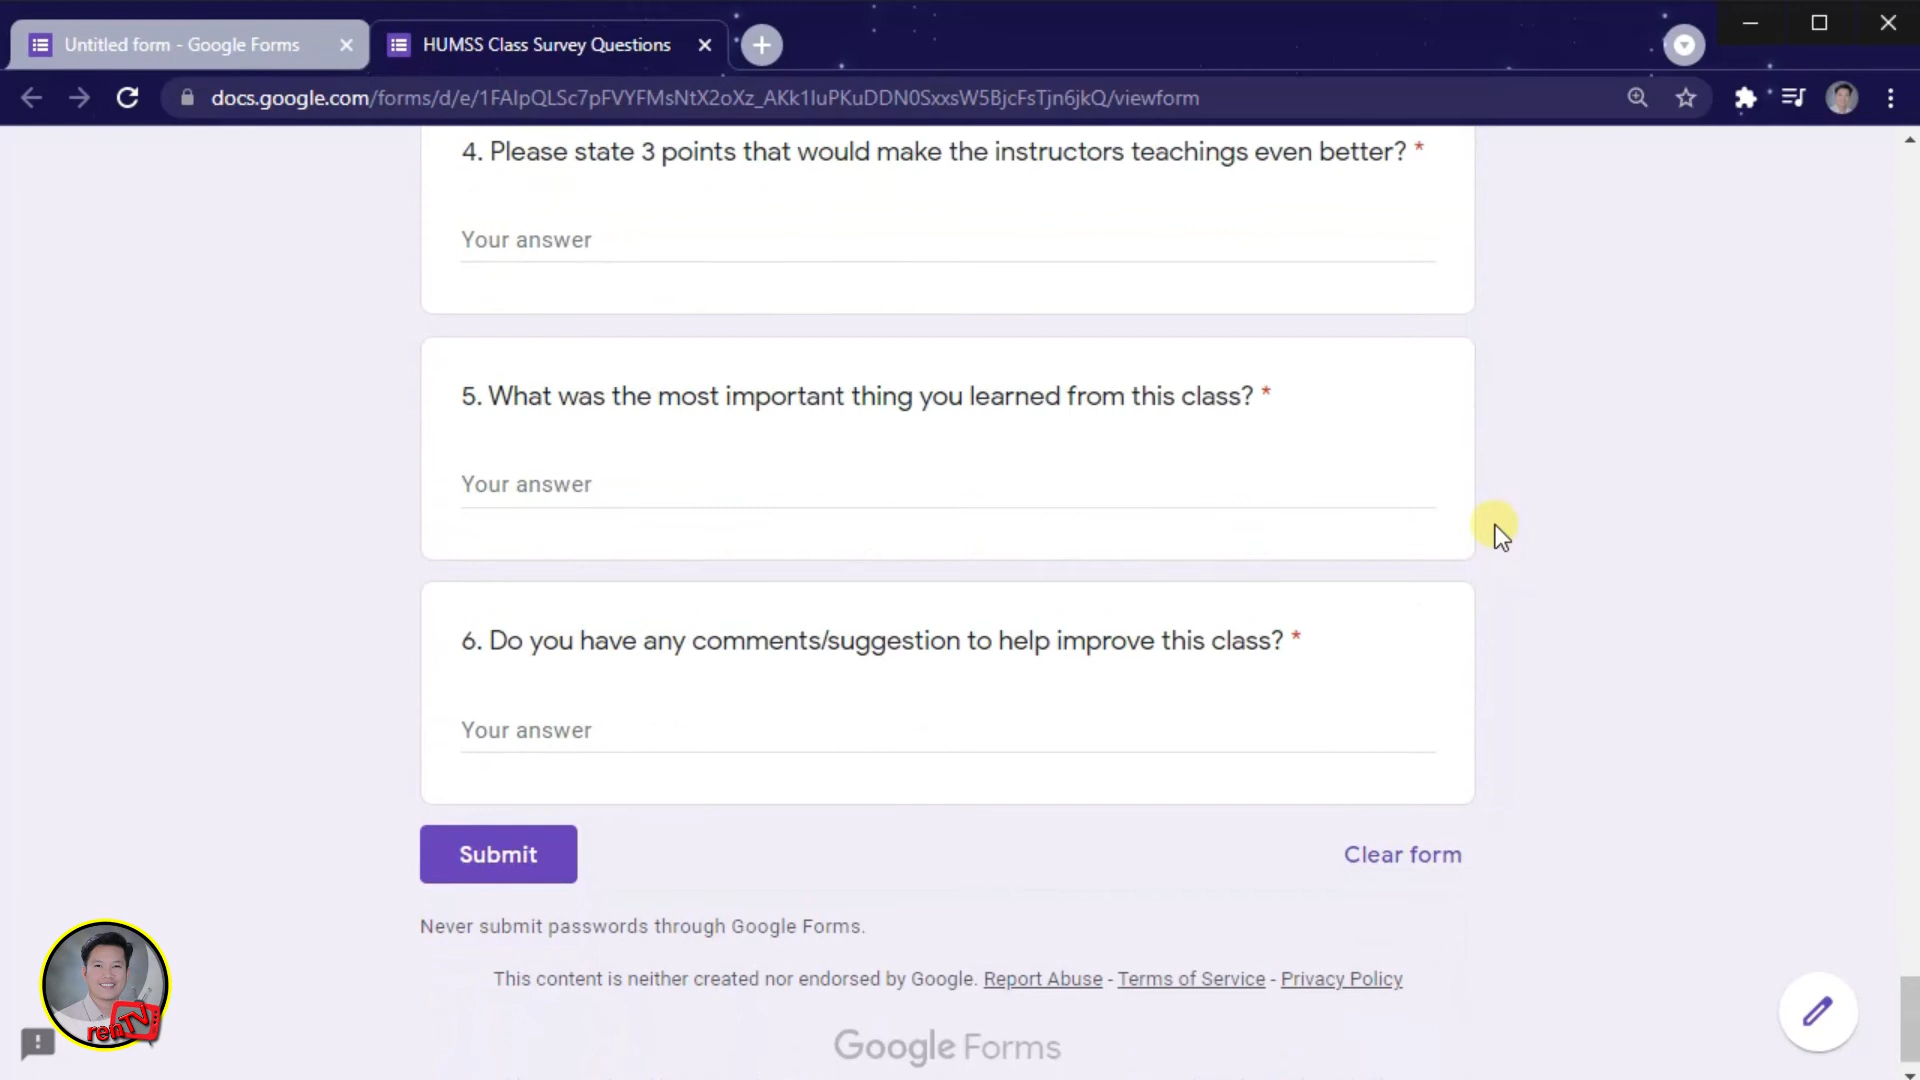 Untitled form - Google Forms
HUMSS Class Survey Questions
docs.google.com/forms/d/e/1FAIpQLSc7pFVYFMsNtX2oXz_AKk1IuPKuDDN0SxxsW5BjcFsTjn6jkQ/viewform
4. Please state 3 points that would make the instructors teachings even better? *
Your answer
5. What was the most important thing you learned from this class? *
Your answer
6. Do you have any comments/suggestion to help improve this class? *
Your answer
Submit
Clear form
Never submit passwords through Google Forms.
This content is neither created nor endorsed by Google. Report Abuse - Terms of Service - Privacy Policy
renTV
Google Forms